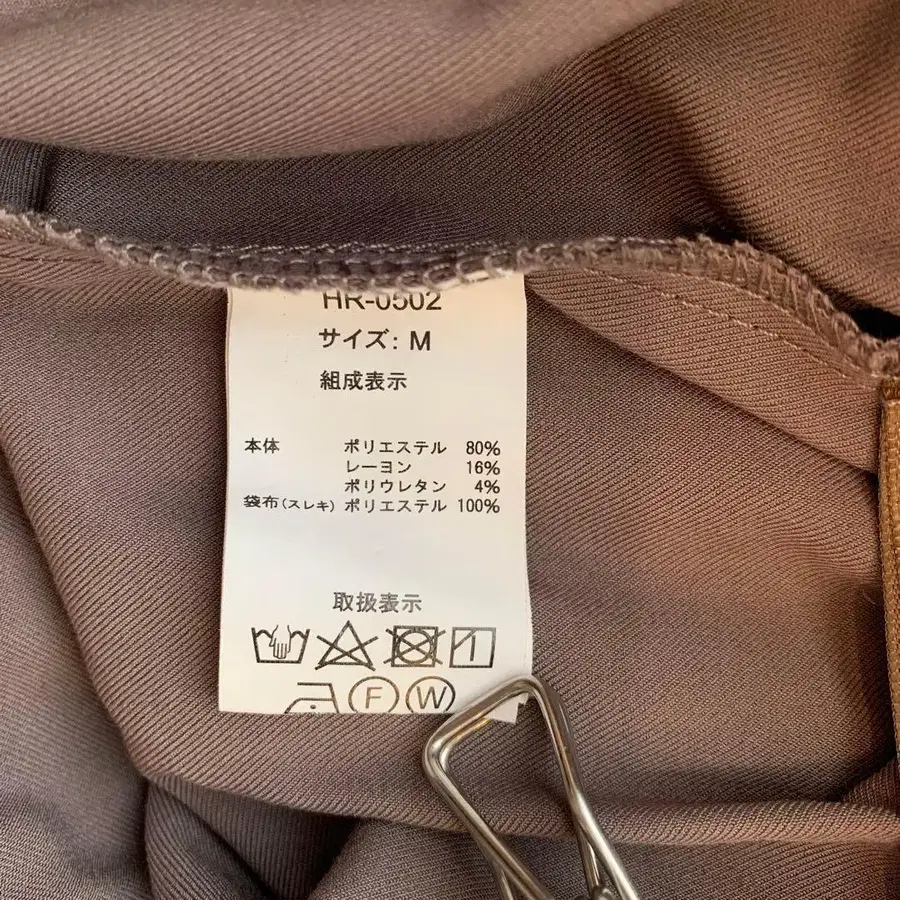 HR-0502
サイズ: M
組成表示
本体 ポリエステル 80%
レーヨン 16%
ポリウレタン 4%
袋布(スレキ) ポリエステル 100%
取扱表示
F W